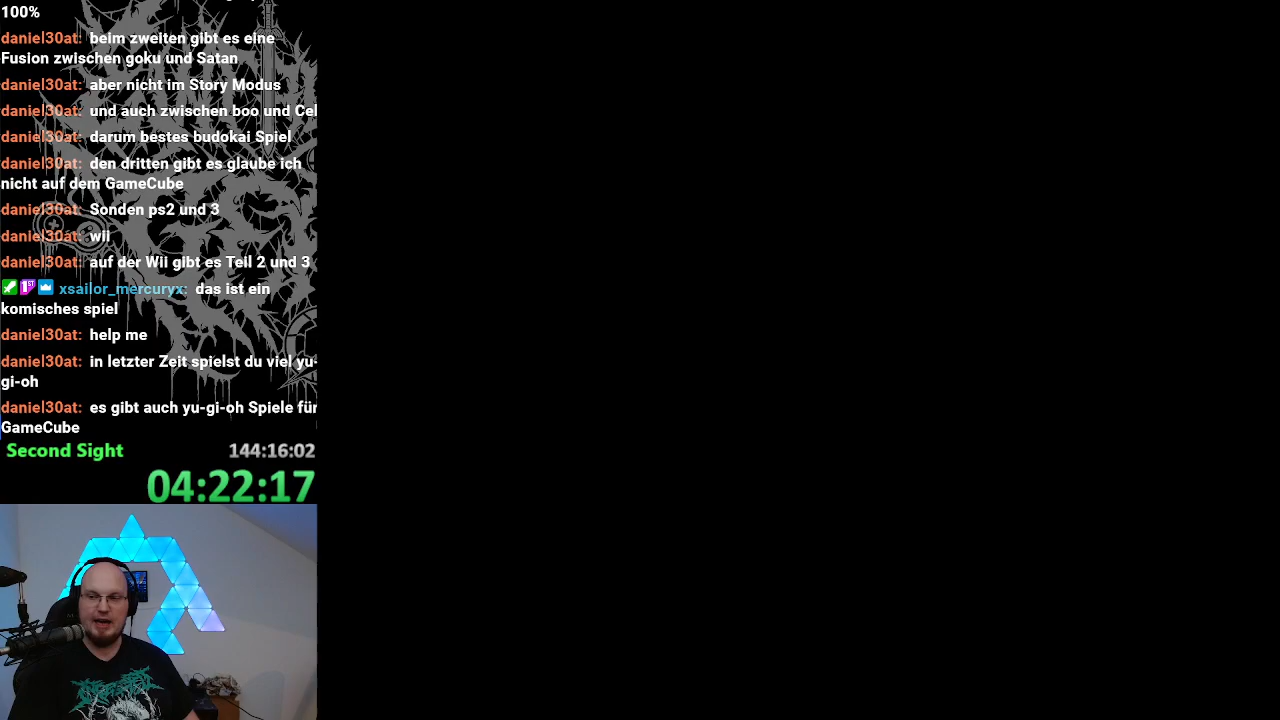 100%
daniel30at: beim zweiten gibt es eine
Fusion zwischen goku und Satan
daniel30at: aber nicht im Story Modus
daniel30at: und auch zwischen boo und Cel
daniel30at: darum bestes budokai Spiel
daniel30at: den dritten gibt es glaube ich
nicht auf dem GameCube
daniel30at: Sonden ps2 und 3
daniel30at: wii
daniel30at: auf der Wii gibt es Teil 2 und 3
1ST xsailor_mercuryx: das ist ein
komisches spiel
daniel30at: help me
daniel30at: in letzter Zeit spielst du viel yu-
gi-oh
daniel30at: es gibt auch yu-gi-oh Spiele für
GameCube
Second Sight 144:16:02
04:22:17